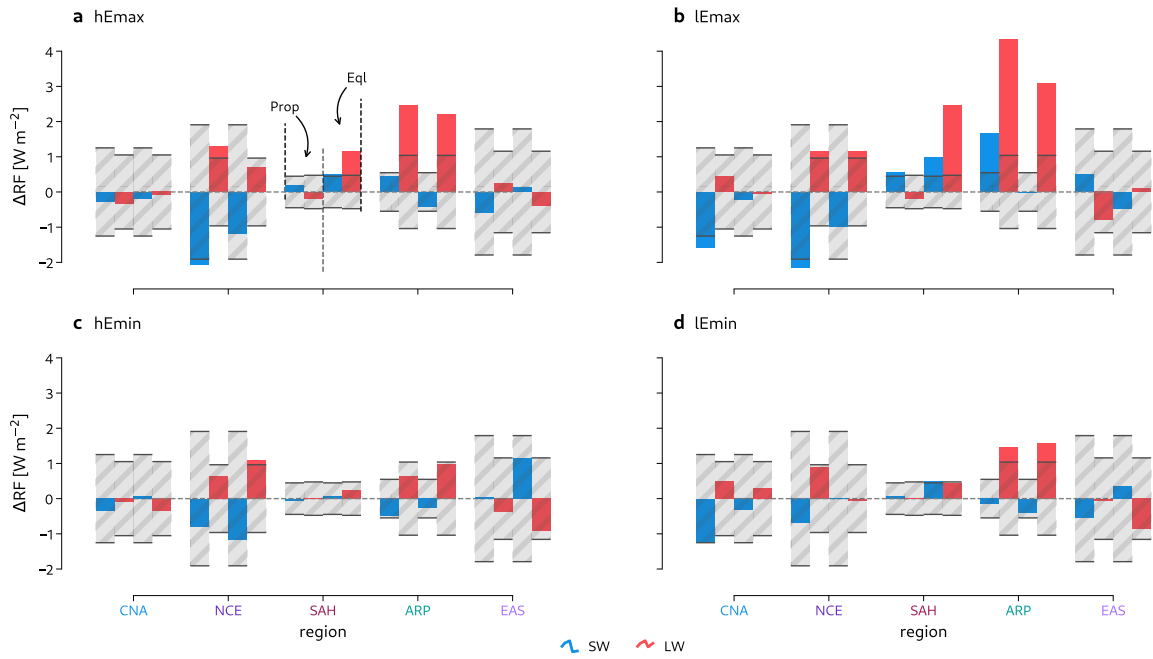 a hEmax
b lEmax
4
3
2
1
0
−1
−2
ΔRF [W m−2]
Prop
Eql
c hEmin
d lEmin
4
3
2
1
0
−1
−2
ΔRF [W m−2]
CNA NCE SAH ARP EAS
CNA NCE SAH ARP EAS
region
region
SW LW